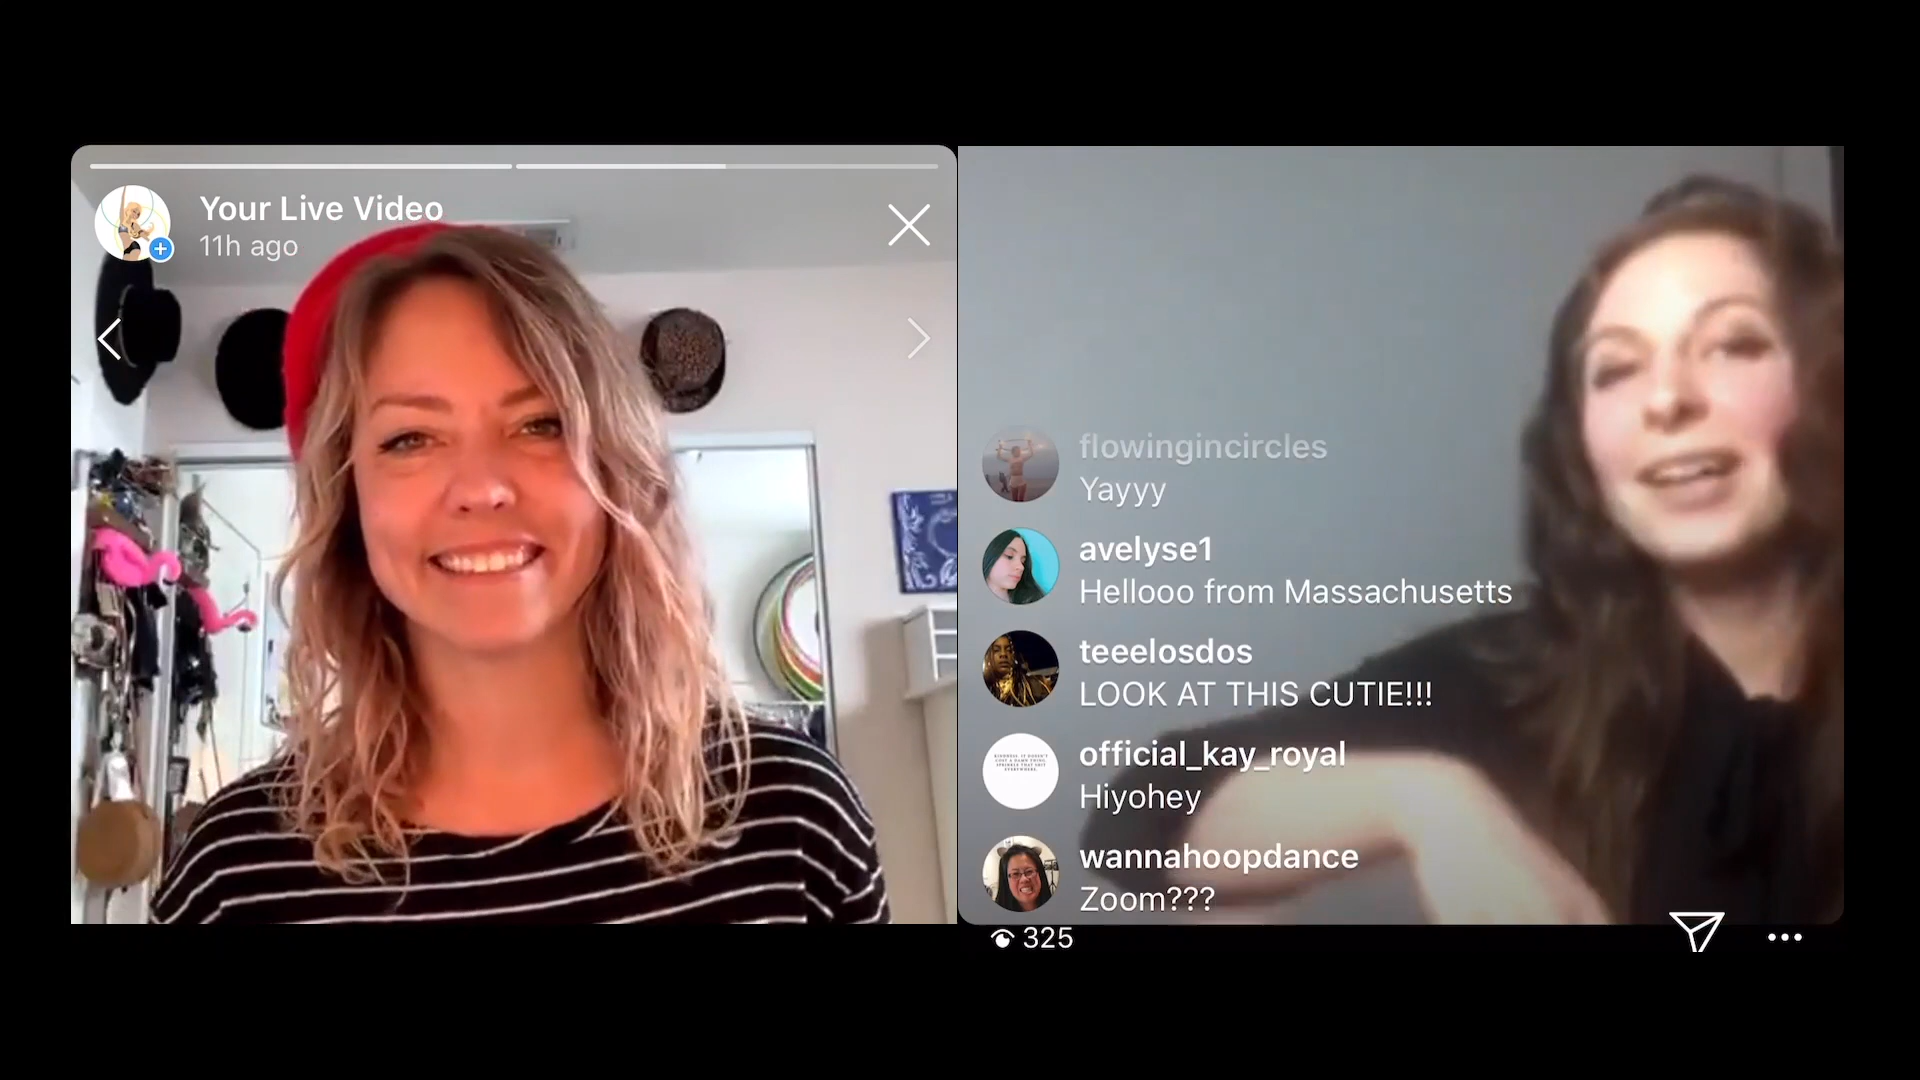 Your Live Video
11h ago
flowingincircles
Yayyy
avelyse1
Hellooo from Massachusetts
teeelosdos
LOOK AT THIS CUTIE!!!
official_kay_royal
Hiyohey
wannahoopdance
Zoom???
325